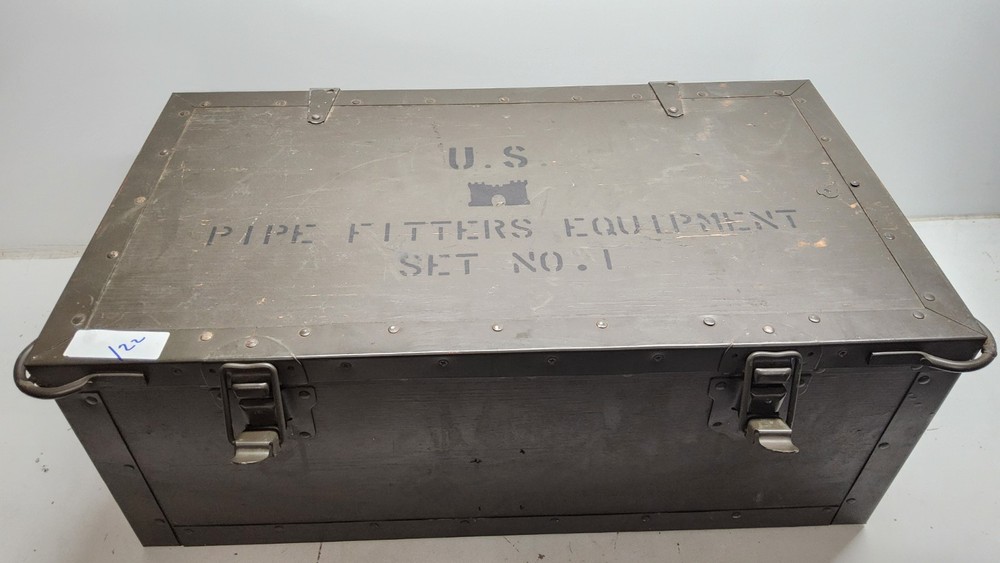 U.S.
PIPE FITTERS EQUIPMENT
SET NO.1
122